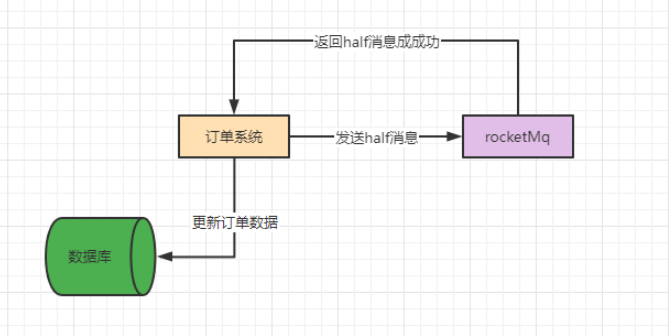 返回half消息成成功
订单系统
发送half消息
rocketMq
更新订单数据
数据库